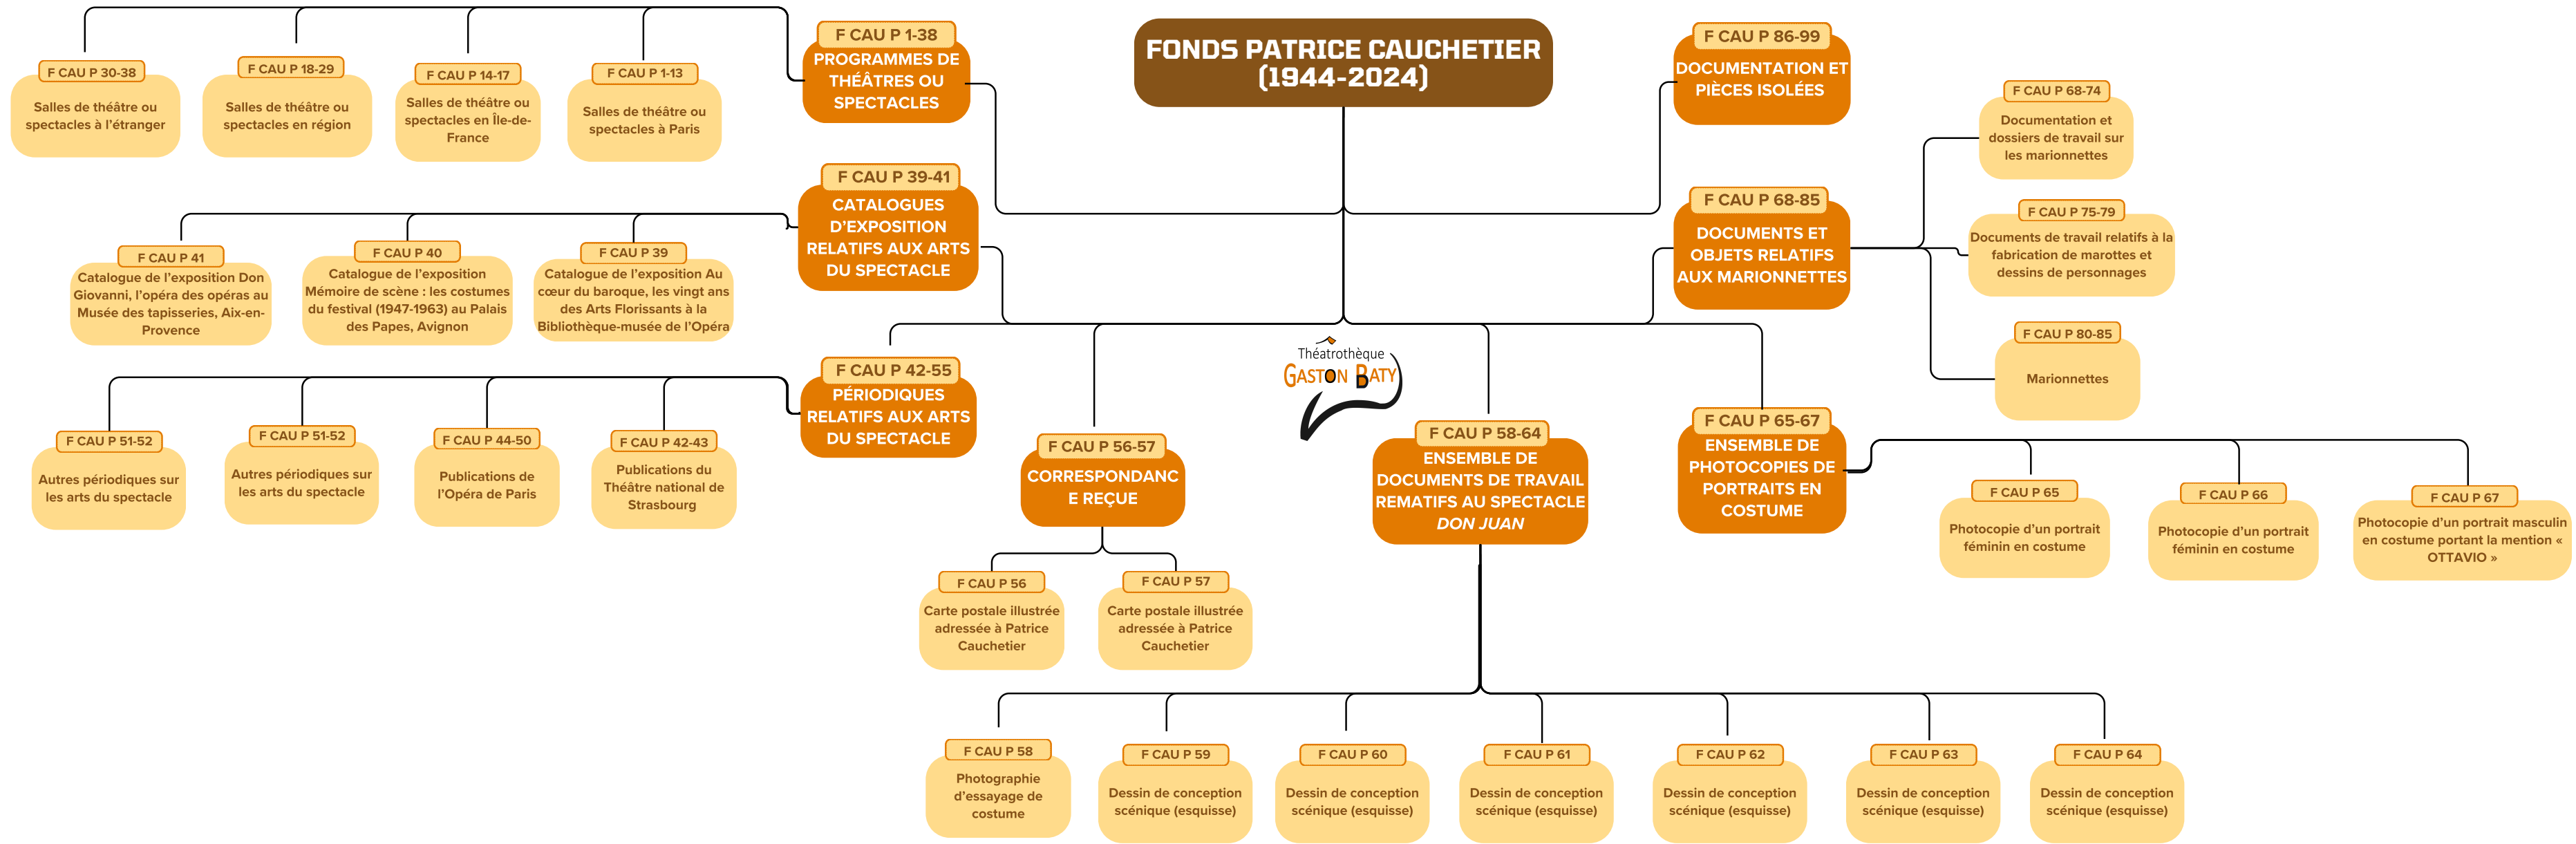 FONDS PATRICE CAUCHETIER
(1944-2024)
F CAU P 1-38
PROGRAMMES DE
THÉÂTRES OU
SPECTACLES
F CAU P 30-38
Salles de théâtre ou
spectacles à l’étranger
F CAU P 18-29
Salles de théâtre ou
spectacles en région
F CAU P 14-17
Salles de théâtre ou
spectacles en Île-de-
France
F CAU P 1-13
Salles de théâtre ou
spectacles à Paris
F CAU P 39-41
CATALOGUES
D’EXPOSITION
RELATIFS AUX ARTS
DU SPECTACLE
F CAU P 41
Catalogue de l’exposition Don
Giovanni, l’opéra des opéras au
Musée des tapisseries, Aix-en-
Provence
F CAU P 40
Catalogue de l’exposition
Mémoire de scène : les costumes
du festival (1947-1963) au Palais
des Papes, Avignon
F CAU P 39
Catalogue de l’exposition Au
cœur du baroque, les vingt ans
des Arts Florissants à la
Bibliothèque-musée de l’Opéra
F CAU P 42-55
PÉRIODIQUES
RELATIFS AUX ARTS
DU SPECTACLE
F CAU P 51-52
Autres périodiques sur
les arts du spectacle
F CAU P 51-52
Autres périodiques sur
les arts du spectacle
F CAU P 44-50
Publications de
l’Opéra de Paris
F CAU P 42-43
Publications du
Théâtre national de
Strasbourg
F CAU P 56-57
CORRESPONDANC
E REÇUE
F CAU P 56
Carte postale illustrée
adressée à Patrice
Cauchetier
F CAU P 57
Carte postale illustrée
adressée à Patrice
Cauchetier
Théatrothèque
GASTON BATY
F CAU P 58-64
ENSEMBLE DE
DOCUMENTS DE TRAVAIL
REMATIFS AU SPECTACLE
DON JUAN
F CAU P 58
Photographie
d’essayage de
costume
F CAU P 59
Dessin de conception
scénique (esquisse)
F CAU P 60
Dessin de conception
scénique (esquisse)
F CAU P 61
Dessin de conception
scénique (esquisse)
F CAU P 62
Dessin de conception
scénique (esquisse)
F CAU P 63
Dessin de conception
scénique (esquisse)
F CAU P 64
Dessin de conception
scénique (esquisse)
F CAU P 65-67
ENSEMBLE DE
PHOTOCOPIES DE
PORTRAITS EN
COSTUME
F CAU P 65
Photocopie d’un portrait
féminin en costume
F CAU P 66
Photocopie d’un portrait
féminin en costume
F CAU P 67
Photocopie d’un portrait masculin
en costume portant la mention «
OTTAVIO »
F CAU P 68-85
DOCUMENTS ET
OBJETS RELATIFS
AUX MARIONNETTES
F CAU P 68-74
Documentation et
dossiers de travail sur
les marionnettes
F CAU P 75-79
Documents de travail relatifs à la
fabrication de marottes et
dessins de personnages
F CAU P 80-85
Marionnettes
F CAU P 86-99
DOCUMENTATION ET
PIÈCES ISOLÉES